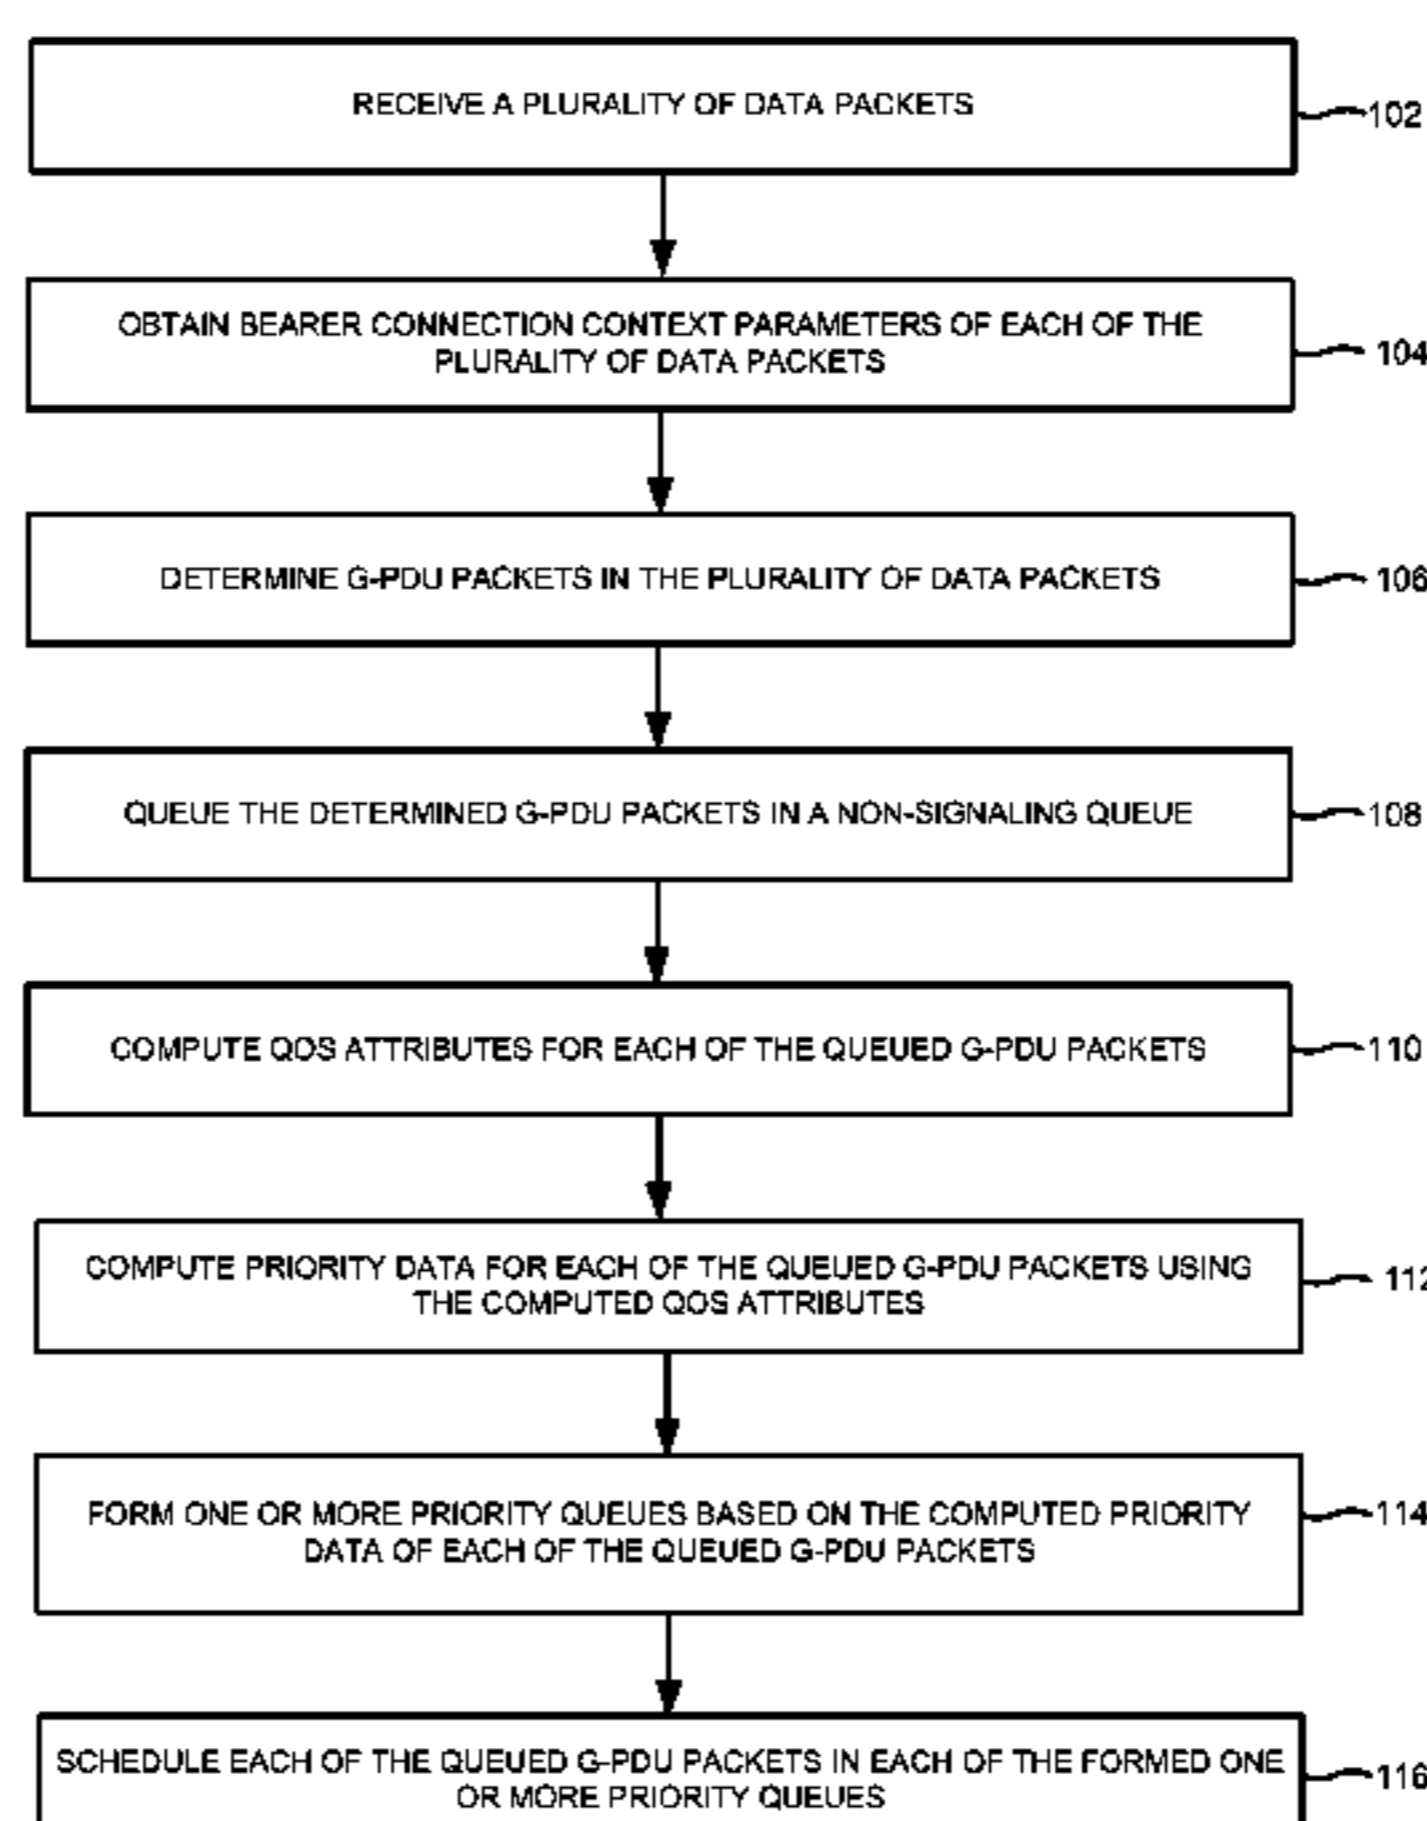 RECEIVE A PLURALITY OF DATA PACKETS
102
OBTAIN BEARER CONNECTION CONTEXT PARAMETERS OF EACH OF THE
PLURALITY OF DATA PACKETS
104
DETERMINE G-PDU PACKETS IN THE PLURALITY OF DATA PACKETS
106
QUEUE THE DETERMINED G-PDU PACKETS IN A NON-SIGNALING QUEUE
108
COMPUTE QOS ATTRIBUTES FOR EACH OF THE QUEUED G-PDU PACKETS
110
COMPUTE PRIORITY DATA FOR EACH OF THE QUEUED G-PDU PACKETS USING
THE COMPUTED QOS ATTRIBUTES
112
FORM ONE OR MORE PRIORITY QUEUES BASED ON THE COMPUTED PRIORITY
DATA OF EACH OF THE QUEUED G-PDU PACKETS
114
SCHEDULE EACH OF THE QUEUED G-PDU PACKETS IN EACH OF THE FORMED ONE
OR MORE PRIORITY QUEUES
116